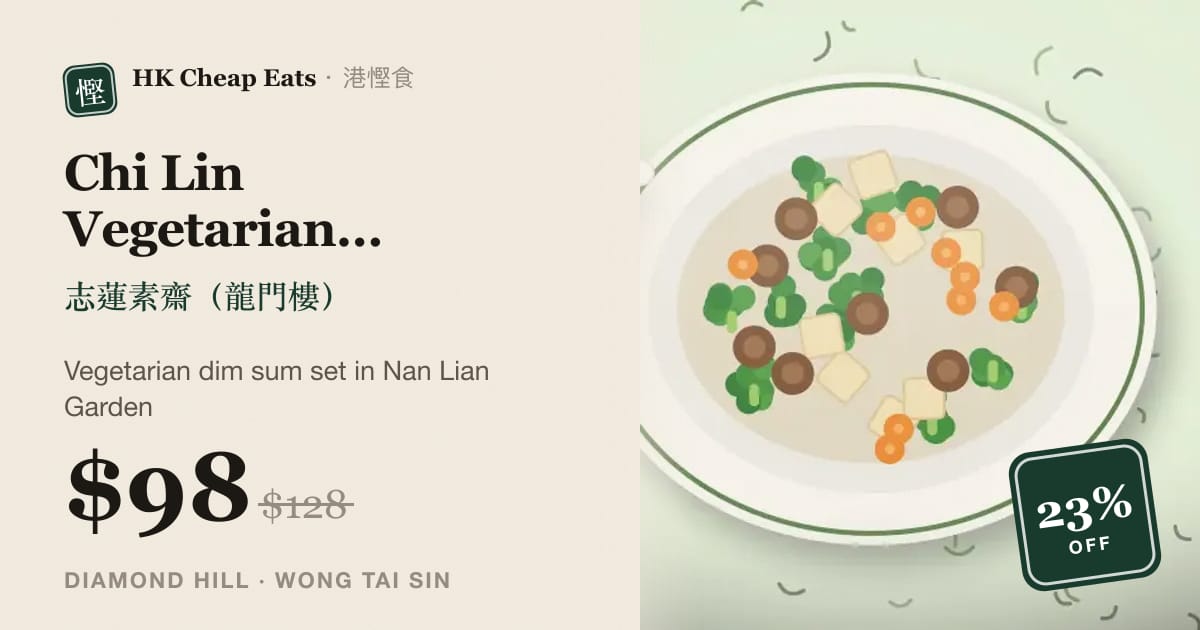 慳
HK Cheap Eats · 港慳食
Chi Lin
Vegetarian...
志蓮素齋（龍門樓）
Vegetarian dim sum set in Nan Lian
Garden
$98 $128
DIAMOND HILL · WONG TAI SIN
23%
OFF